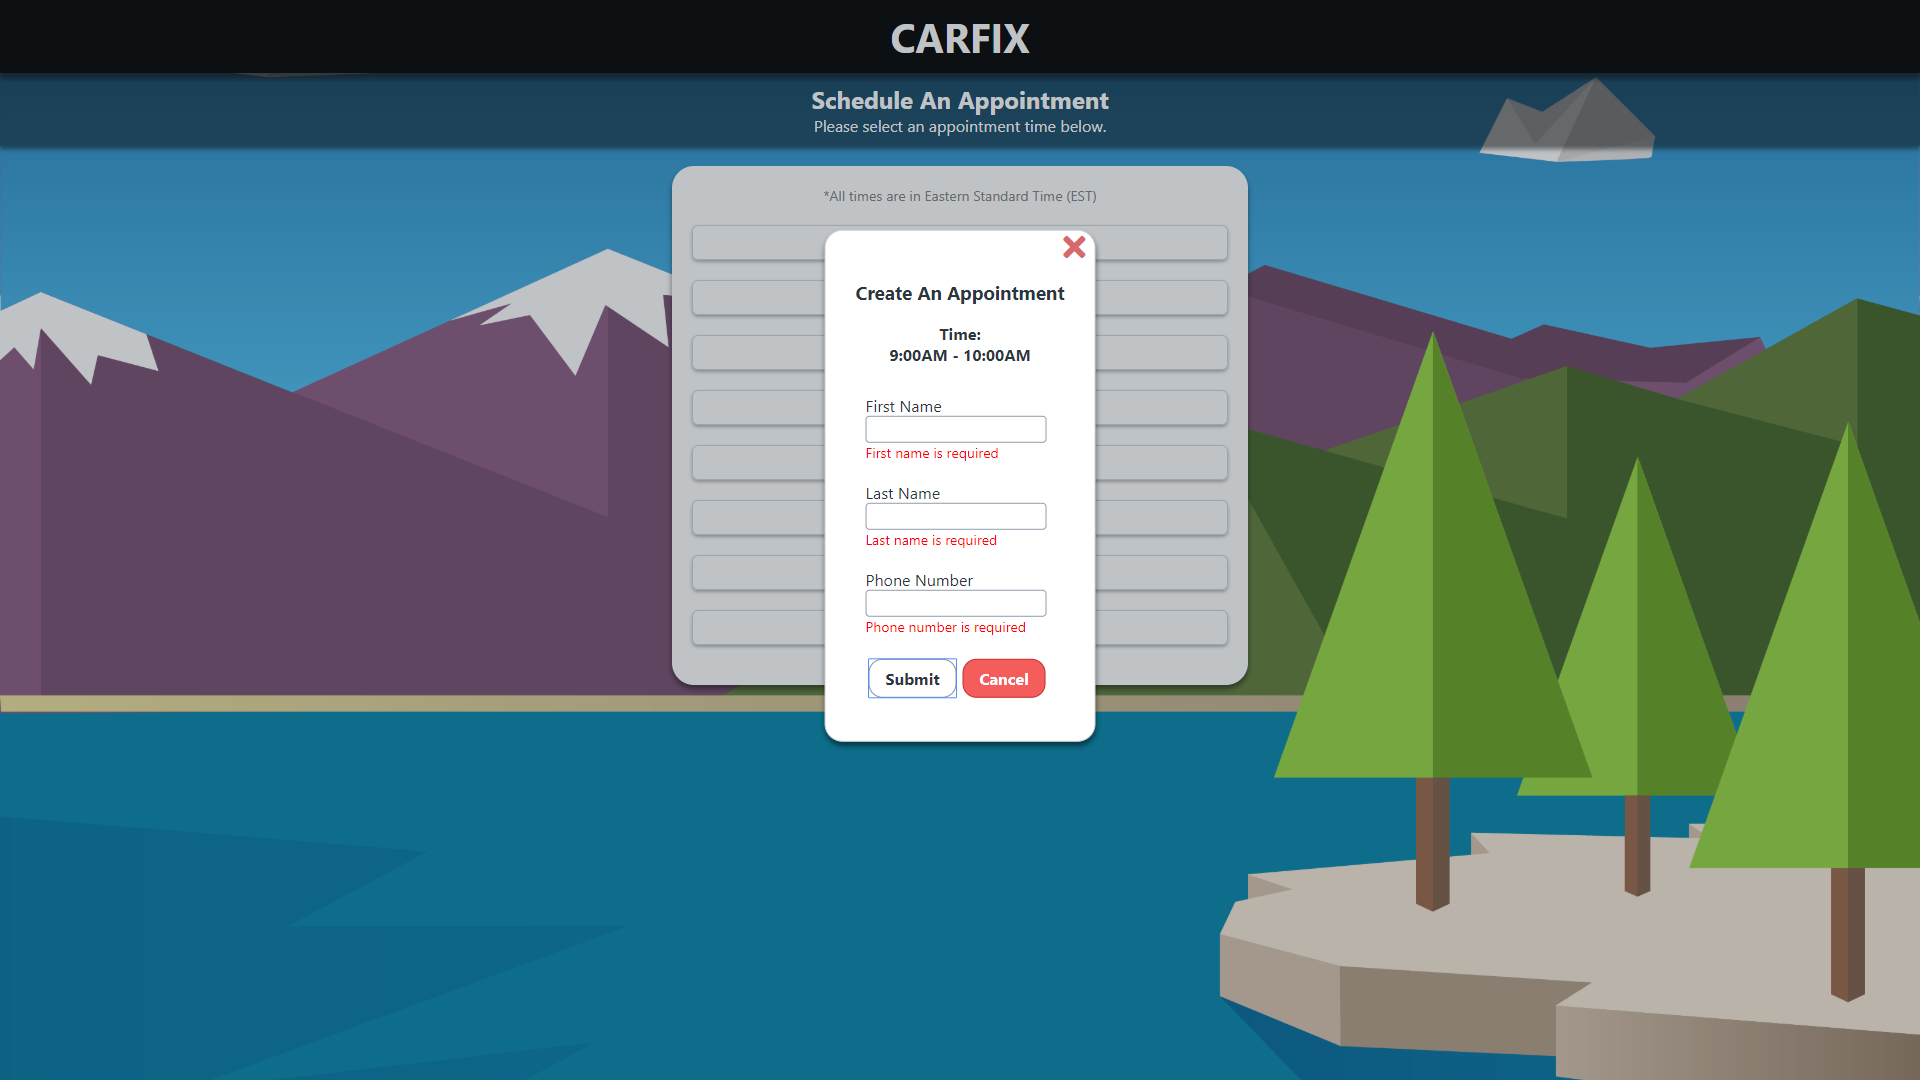 CARFIX
Schedule An Appointment
Please select an appointment time below.
*All times are in Eastern Standard Time (EST)
Create An Appointment
Time:
9:00AM - 10:00AM
First Name
First name is required
Last Name
Last name is required
Phone Number
Phone number is required
Submit Cancel